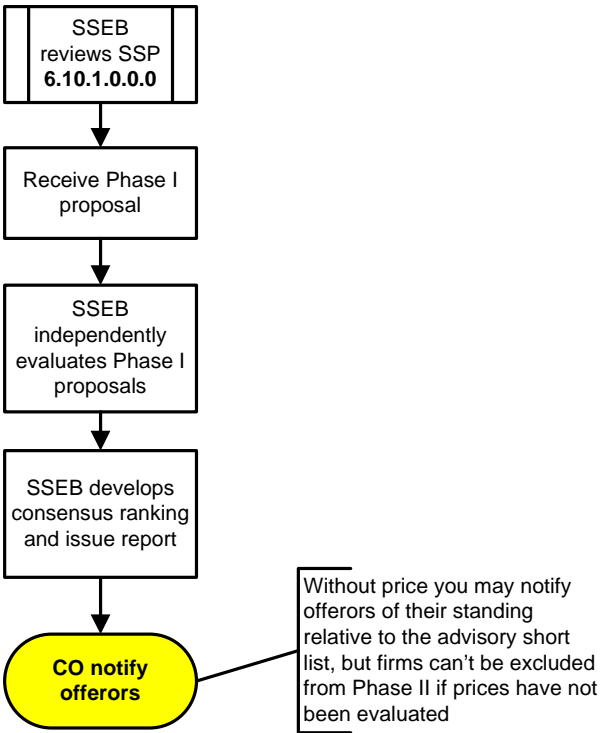 SSEB
reviews SSP
6.10.1.0.0.0
Receive Phase I
proposal
SSEB
independently
evaluates Phase I
proposals
SSEB develops
consensus ranking
and issue report
CO notify
offerors
Without price you may notify
offerors of their standing
relative to the advisory short
list, but firms can’t be excluded
from Phase II if prices have not
been evaluated